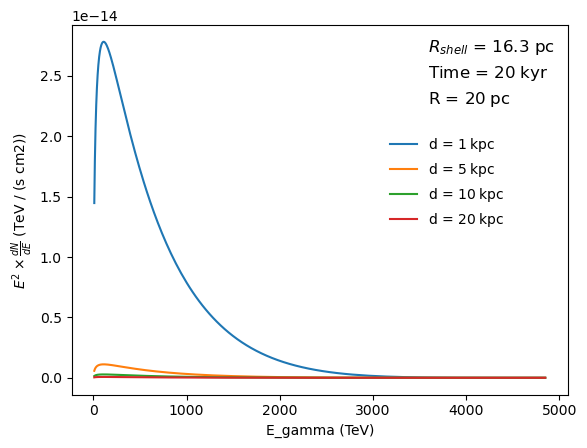 1e−14
R_shell = 16.3 pc
Time = 20 kyr
R = 20 pc
d = 1 kpc
d = 5 kpc
d = 10 kpc
d = 20 kpc
E² × dN/dE (TeV / (s cm2))
2.5
2.0
1.5
1.0
0.5
0.0
0 1000 2000 3000 4000 5000
E_gamma (TeV)